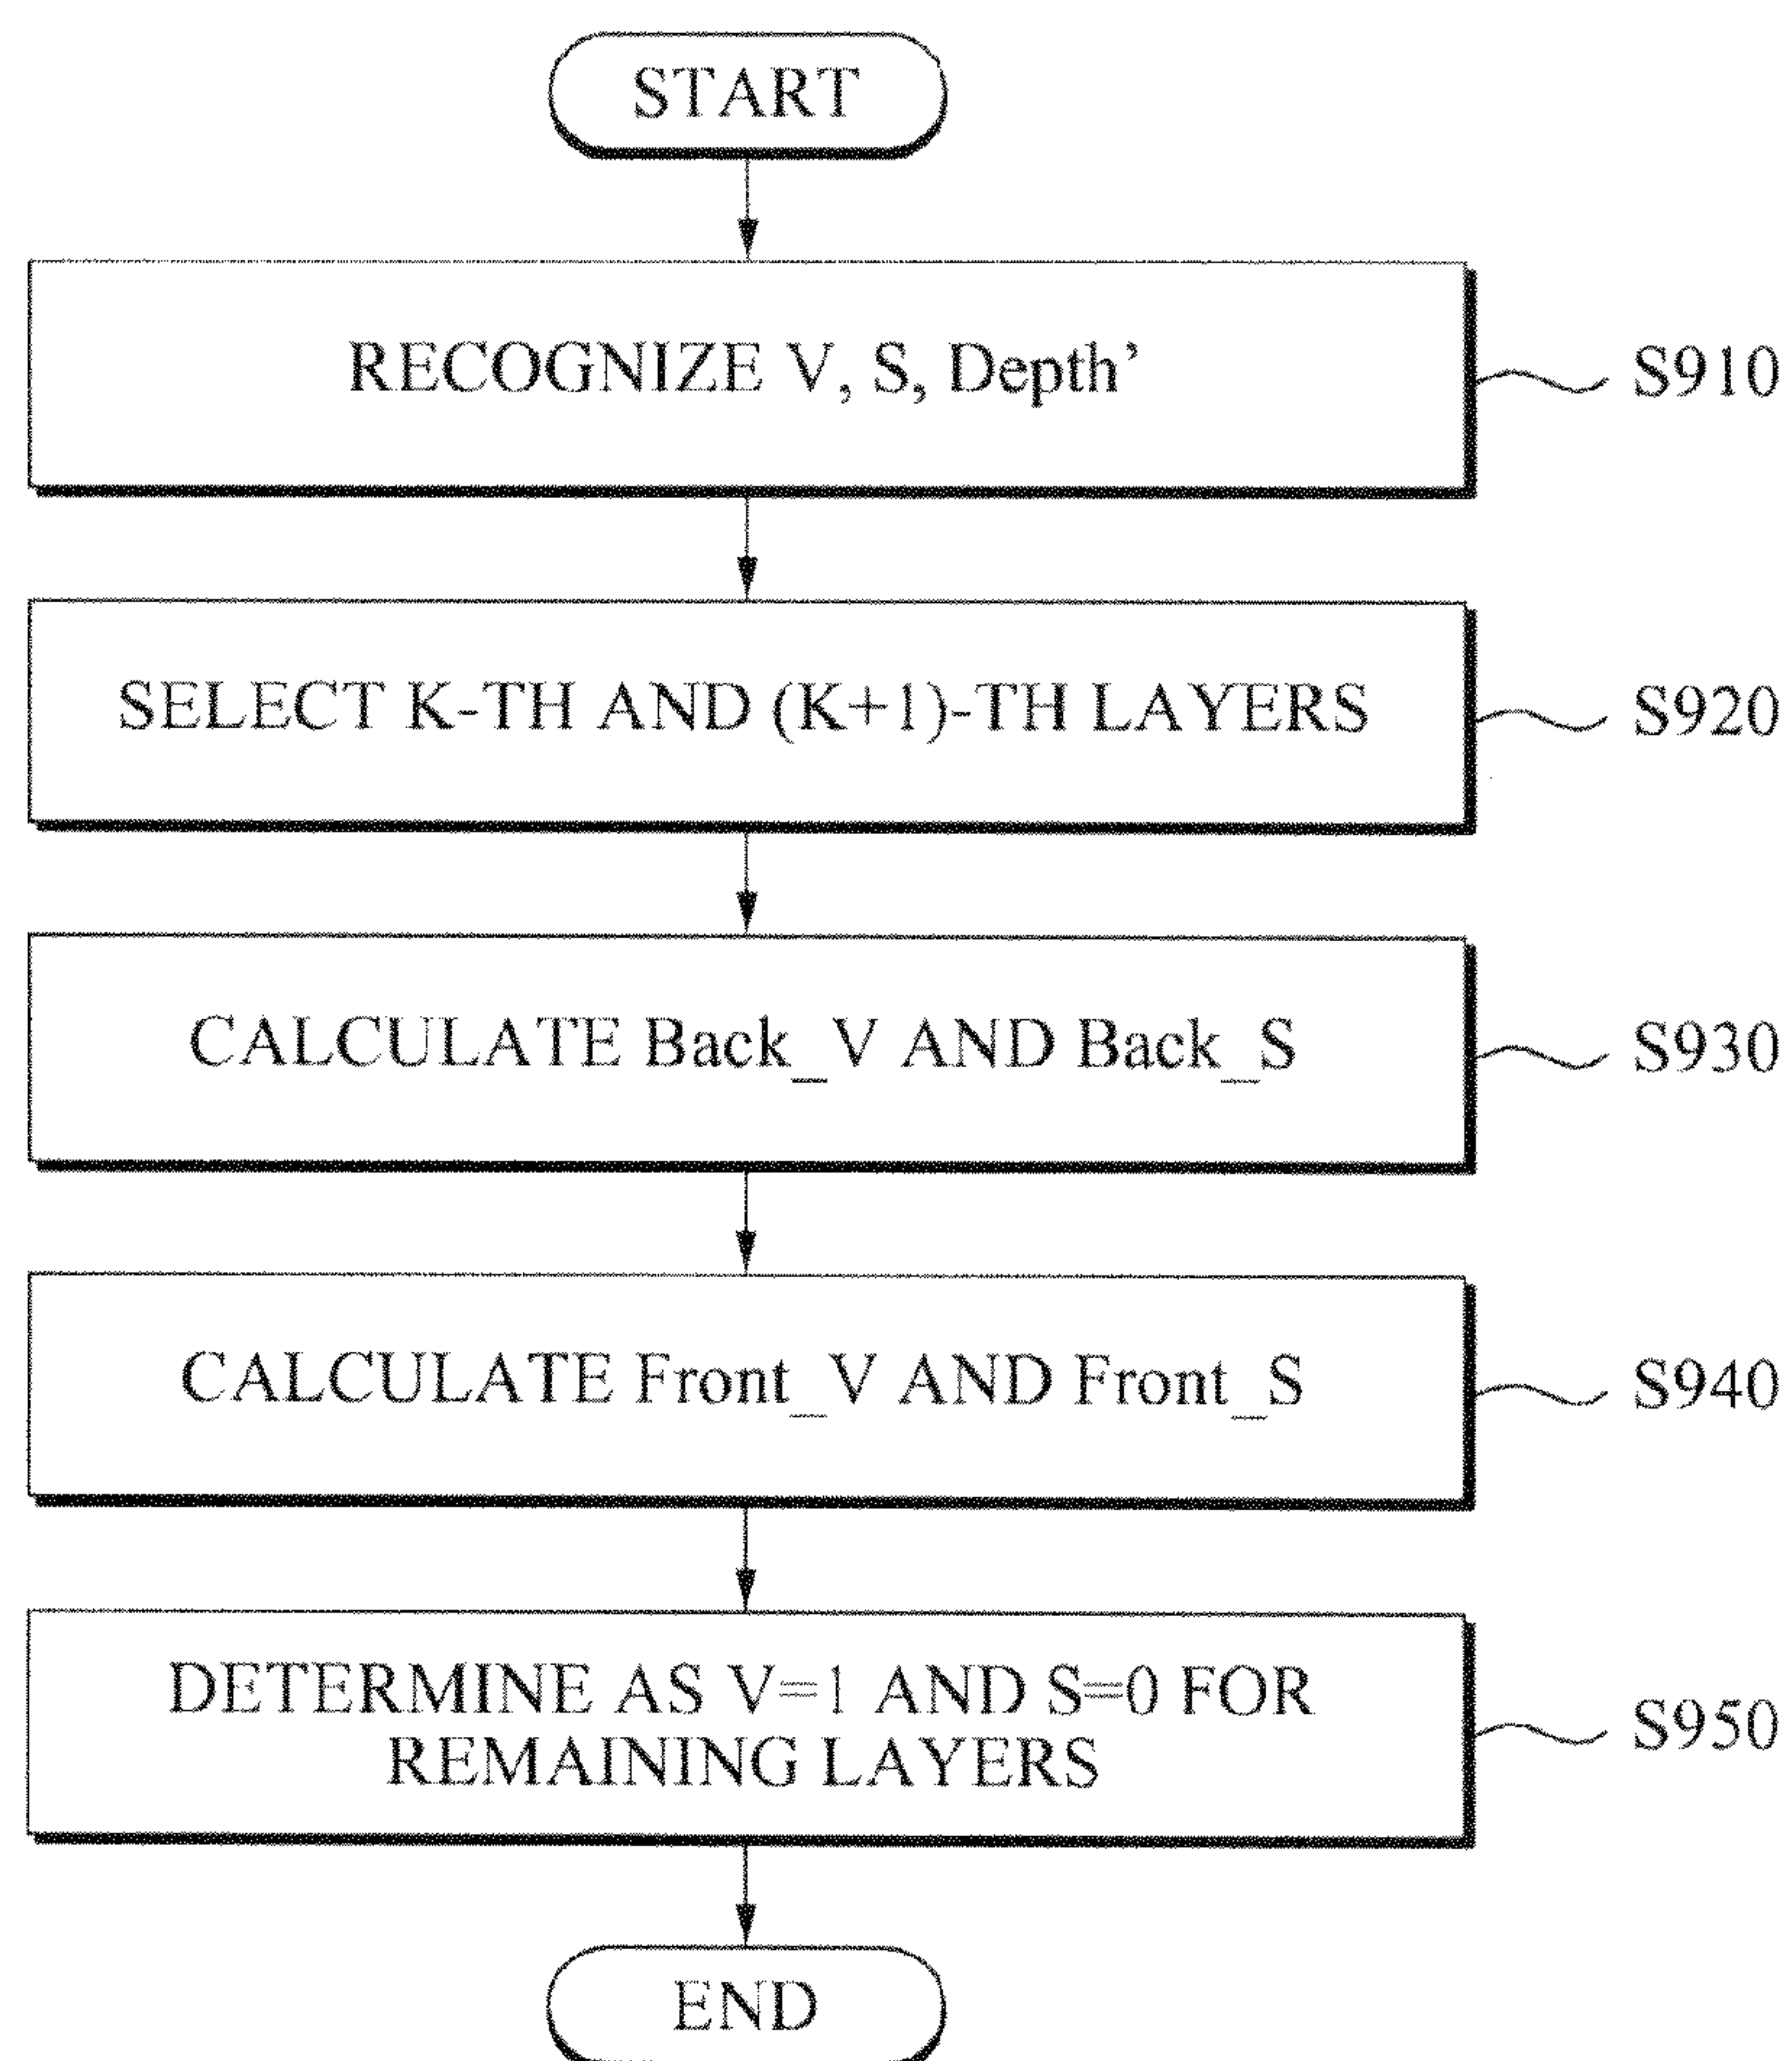 START
RECOGNIZE V, S, Depth’
S910
SELECT K-TH AND (K+1)-TH LAYERS
S920
CALCULATE Back_V AND Back_S
S930
CALCULATE Front_V AND Front_S
S940
DETERMINE AS V=1 AND S=0 FOR
REMAINING LAYERS
S950
END